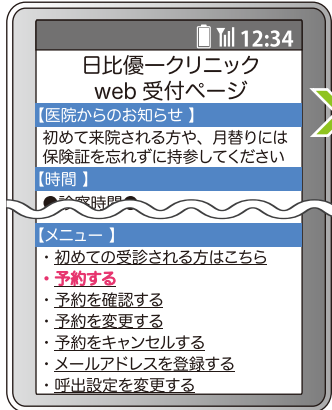 12:34
日比優一クリニック
web 受付ページ
【医院からのお知らせ 】
初めて来院される方や、月替りには
保険証を忘れずに持参してください
【時間 】
●診察時間●
【メニュー 】
・初めての受診される方はこちら
・予約する
・予約を確認する
・予約を変更する
・予約をキャンセルする
・メールアドレスを登録する
・呼出設定を変更する